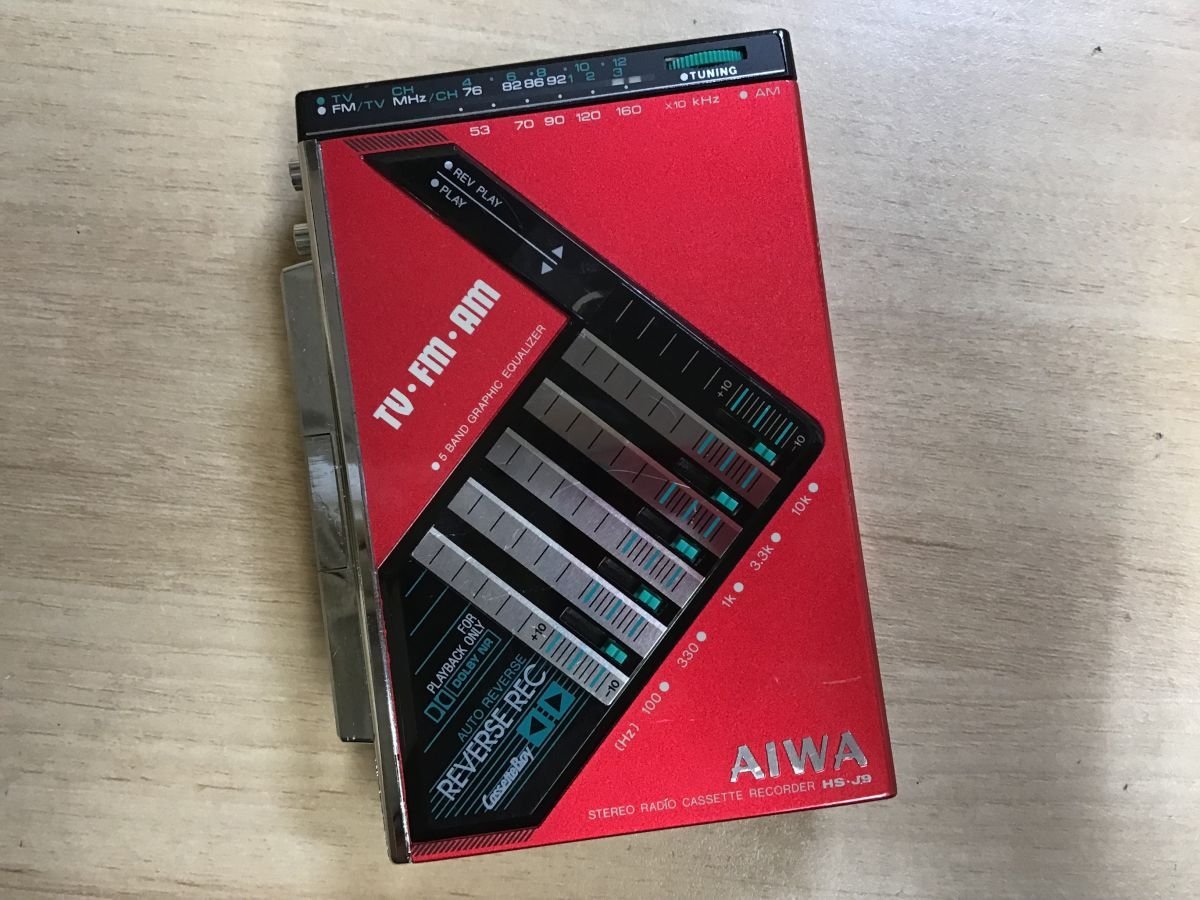 TV CH 4 6 8 10 12
FM/TV MHz/CH 76 82 86 92 1 2 3
TUNING
53 70 90 120 160 x10 kHz AM
REV PLAY
PLAY
TV·FM·AM
5 BAND GRAPHIC EQUALIZER
+10
-10
+10
-10
10k
3.3k
1k
330
(Hz) 100
FOR
PLAYBACK ONLY
DOLBY NR
AUTO REVERSE
REVERSE-REC
CassetteBoy
AIWA
STEREO RADIO CASSETTE RECORDER HS-J9